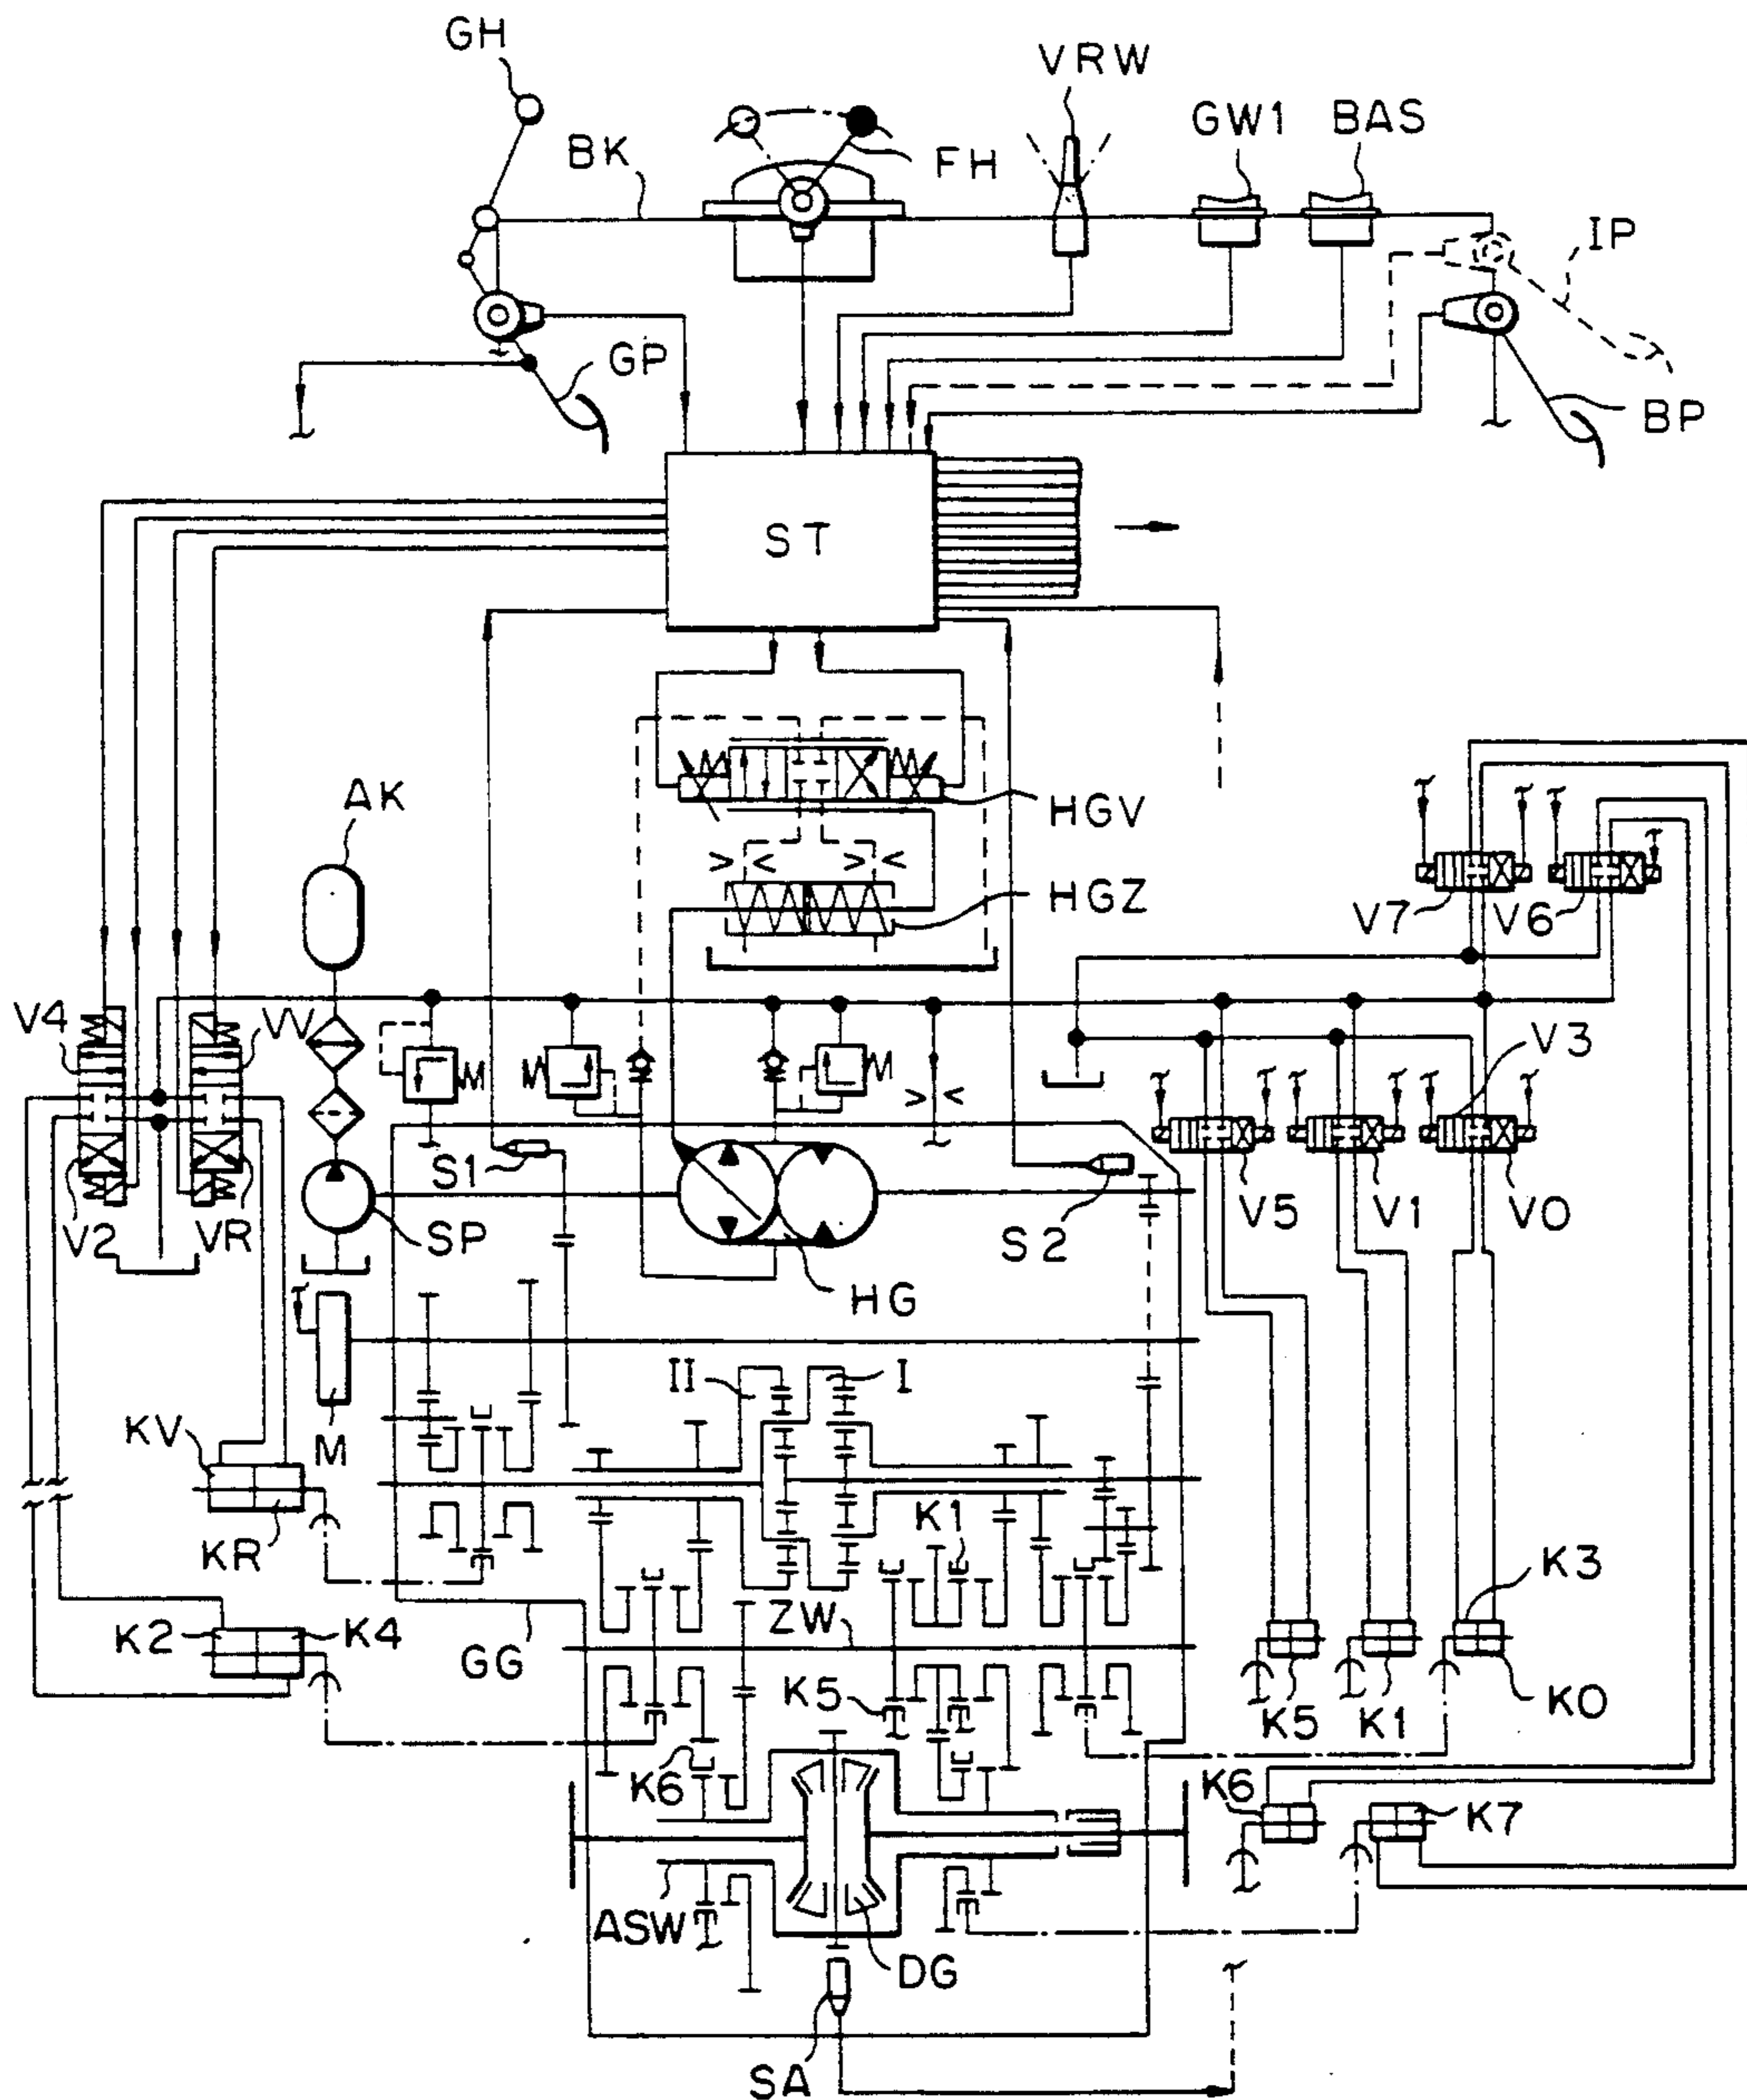 GH
VRW
GW1
BAS
BK
FH
IP
GP
BP
ST
AK
HGV
HGZ
V7
V6
V4
VV
V3
S1
V2
VR
SP
S2
V5
V1
V0
HG
II
I
KV
M
KR
K1
K3
K2
K4
GG
ZW
K5
K5
K1
K0
K6
K6
K7
ASW
DG
SA